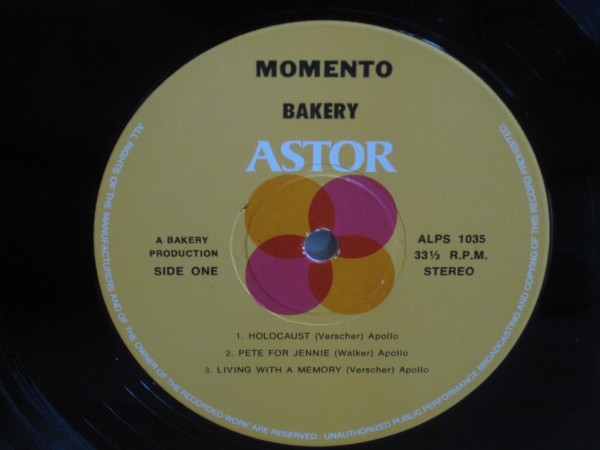 MOMENTO
BAKERY
ASTOR
A BAKERY
PRODUCTION
SIDE ONE
ALPS 1035
33⅓ R.P.M.
STEREO
1. HOLOCAUST (Verscher) Apollo
2. PETE FOR JENNIE (Walker) Apollo
3. LIVING WITH A MEMORY (Verscher) Apollo
ALL RIGHTS OF THE MANUFACTURERS AND OF THE OWNER OF THE RECORDED WORK ARE RESERVED. UNAUTHORIZED PUBLIC PERFORMANCE BROADCASTING AND COPYING OF THIS RECORD PROHIBITED